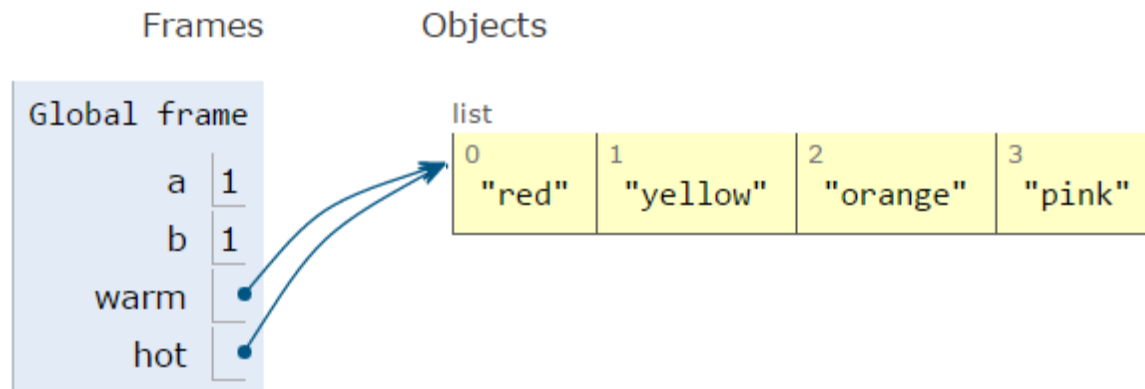 Frames Objects
Global frame
list
0 1 2 3
"red" "yellow" "orange" "pink"
a 1
b 1
warm
hot